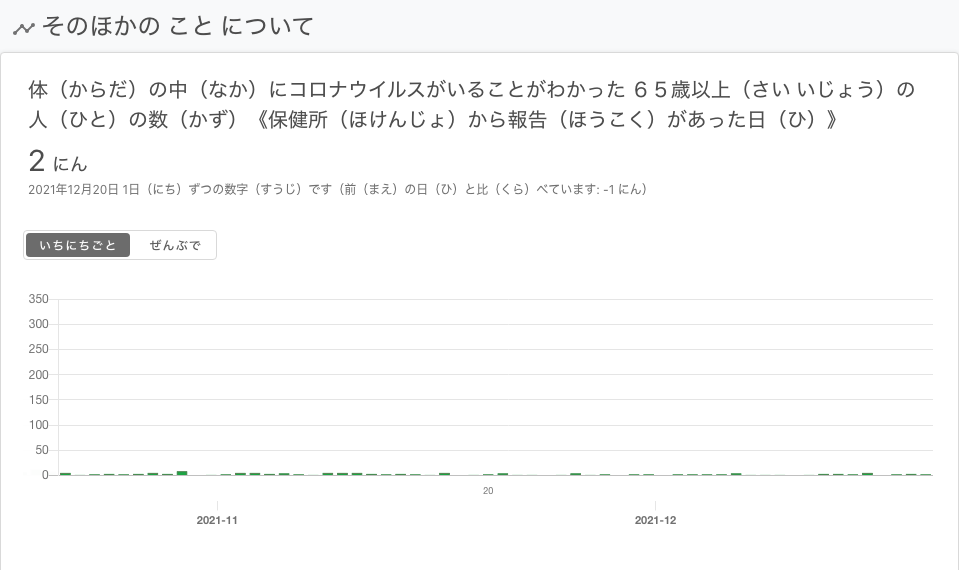 そのほかの こと について
体（からだ）の中（なか）にコロナウイルスがいることがわかった ６５歳以上（さい いじょう）の
人（ひと）の数（かず）《保健所（ほけんじょ）から報告（ほうこく）があった日（ひ）》
2 にん
2021年12月20日 1日（にち）ずつの数字（すうじ）です（前（まえ）の日（ひ）と比（くら）べています: -1 にん）
いちにちごと ぜんぶで
350
300
250
200
150
100
50
0
20
2021-11 2021-12